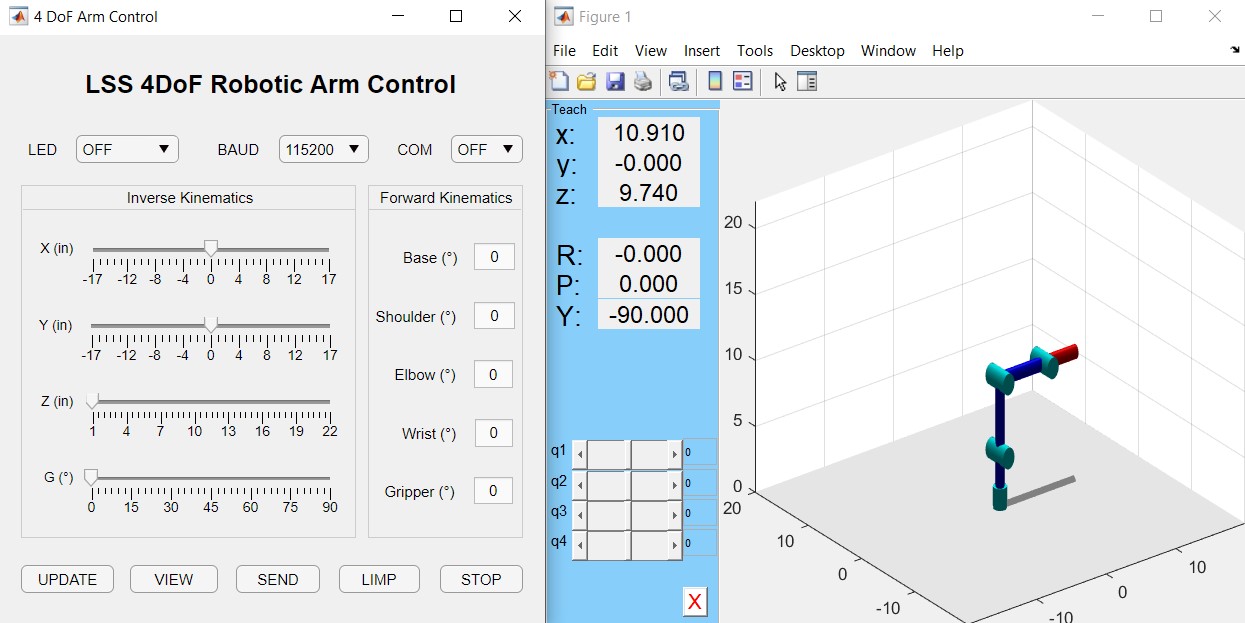 4 DoF Arm Control
LSS 4DoF Robotic Arm Control
LED OFF BAUD 115200 COM OFF
Inverse Kinematics
X (in)
-17 -12 -8 -4 0 4 8 12 17
Y (in)
-17 -12 -8 -4 0 4 8 12 17
Z (in)
1 4 7 10 13 16 19 22
G (°)
0 15 30 45 60 75 90
Forward Kinematics
Base (°) 0
Shoulder (°) 0
Elbow (°) 0
Wrist (°) 0
Gripper (°) 0
UPDATE VIEW SEND LIMP STOP
Figure 1
File Edit View Insert Tools Desktop Window Help
Teach
x: 10.910
y: -0.000
z: 9.740
R: -0.000
P: 0.000
Y: -90.000
q1 0
q2 0
q3 0
q4 0
X
20
15
10
5
0
20
10
0
-10
-10
0
10